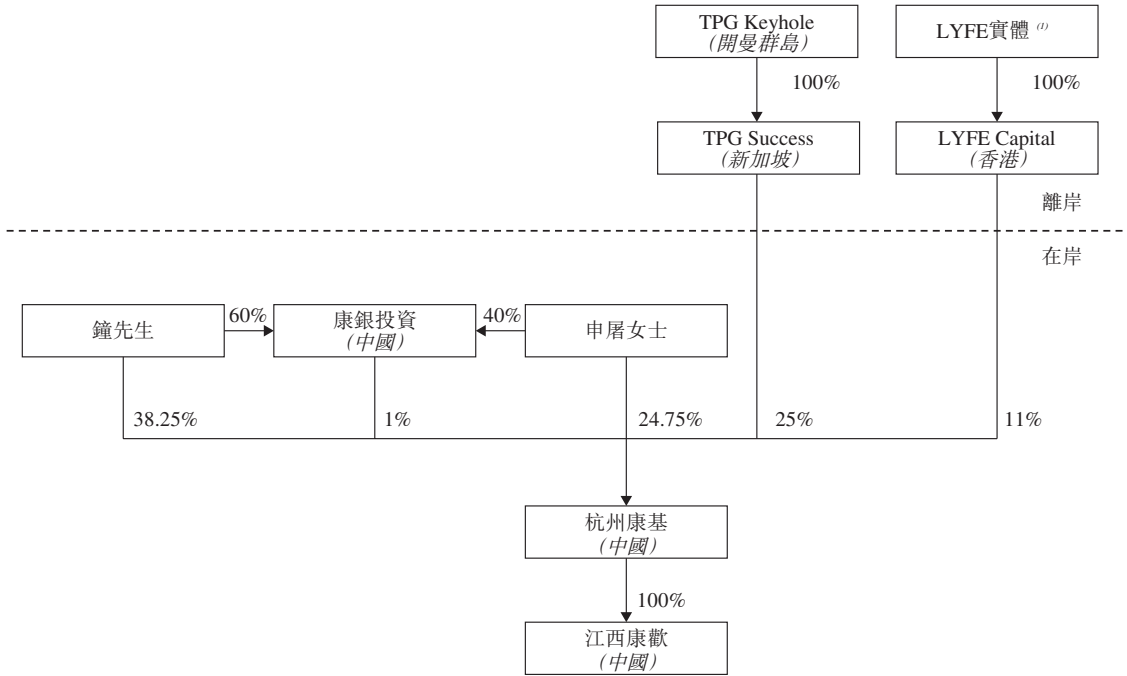 TPG Keyhole
（開曼群島）
LYFE實體 (1)
100%
100%
TPG Success
（新加坡）
LYFE Capital
（香港）
離岸
在岸
鐘先生
60%
康銀投資
（中國）
40%
申屠女士
38.25%
1%
24.75%
25%
11%
杭州康基
（中國）
100%
江西康歡
（中國）